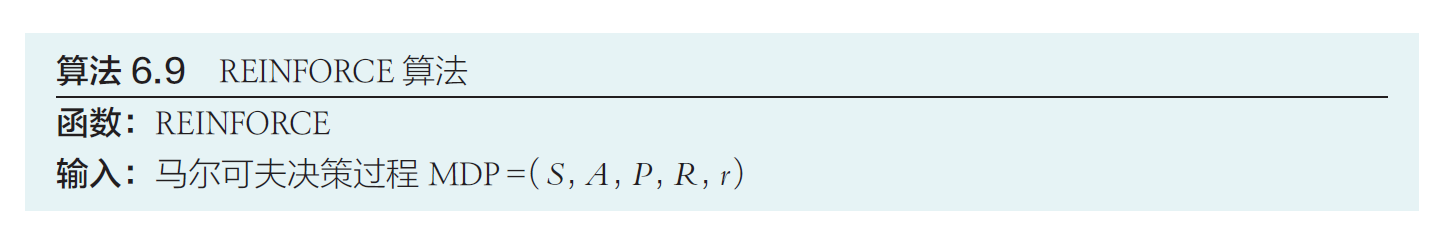 算法 6.9 REINFORCE 算法
函数：REINFORCE
输入：马尔可夫决策过程 MDP=(S, A, P, R, r)